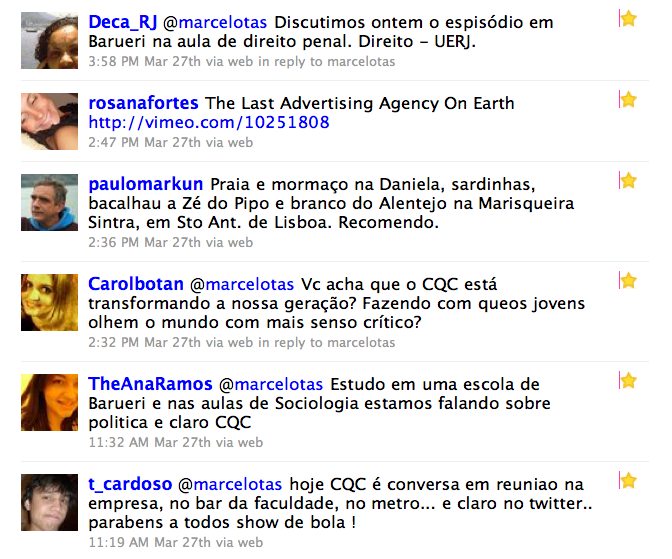 Deca_RJ @marcelotas Discutimos ontem o espisódio em
Barueri na aula de direito penal. Direito - UERJ.
3:58 PM Mar 27th via web in reply to marcelotas
rosanafortes The Last Advertising Agency On Earth
http://vimeo.com/10251808
2:47 PM Mar 27th via web
paulomarkun Praia e mormaço na Daniela, sardinhas,
bacalhau a Zé do Pipo e branco do Alentejo na Marisqueira
Sintra, em Sto Ant. de Lisboa. Recomendo.
2:36 PM Mar 27th via web
Carolbotan @marcelotas Vc acha que o CQC está
transformando a nossa geração? Fazendo com queos jovens
olhem o mundo com mais senso crítico?
2:32 PM Mar 27th via web in reply to marcelotas
TheAnaRamos @marcelotas Estudo em uma escola de
Barueri e nas aulas de Sociologia estamos falando sobre
politica e claro CQC
11:32 AM Mar 27th via web
t_cardoso @marcelotas hoje CQC é conversa em reuniao na
empresa, no bar da faculdade, no metro... e claro no twitter..
parabens a todos show de bola !
11:19 AM Mar 27th via web